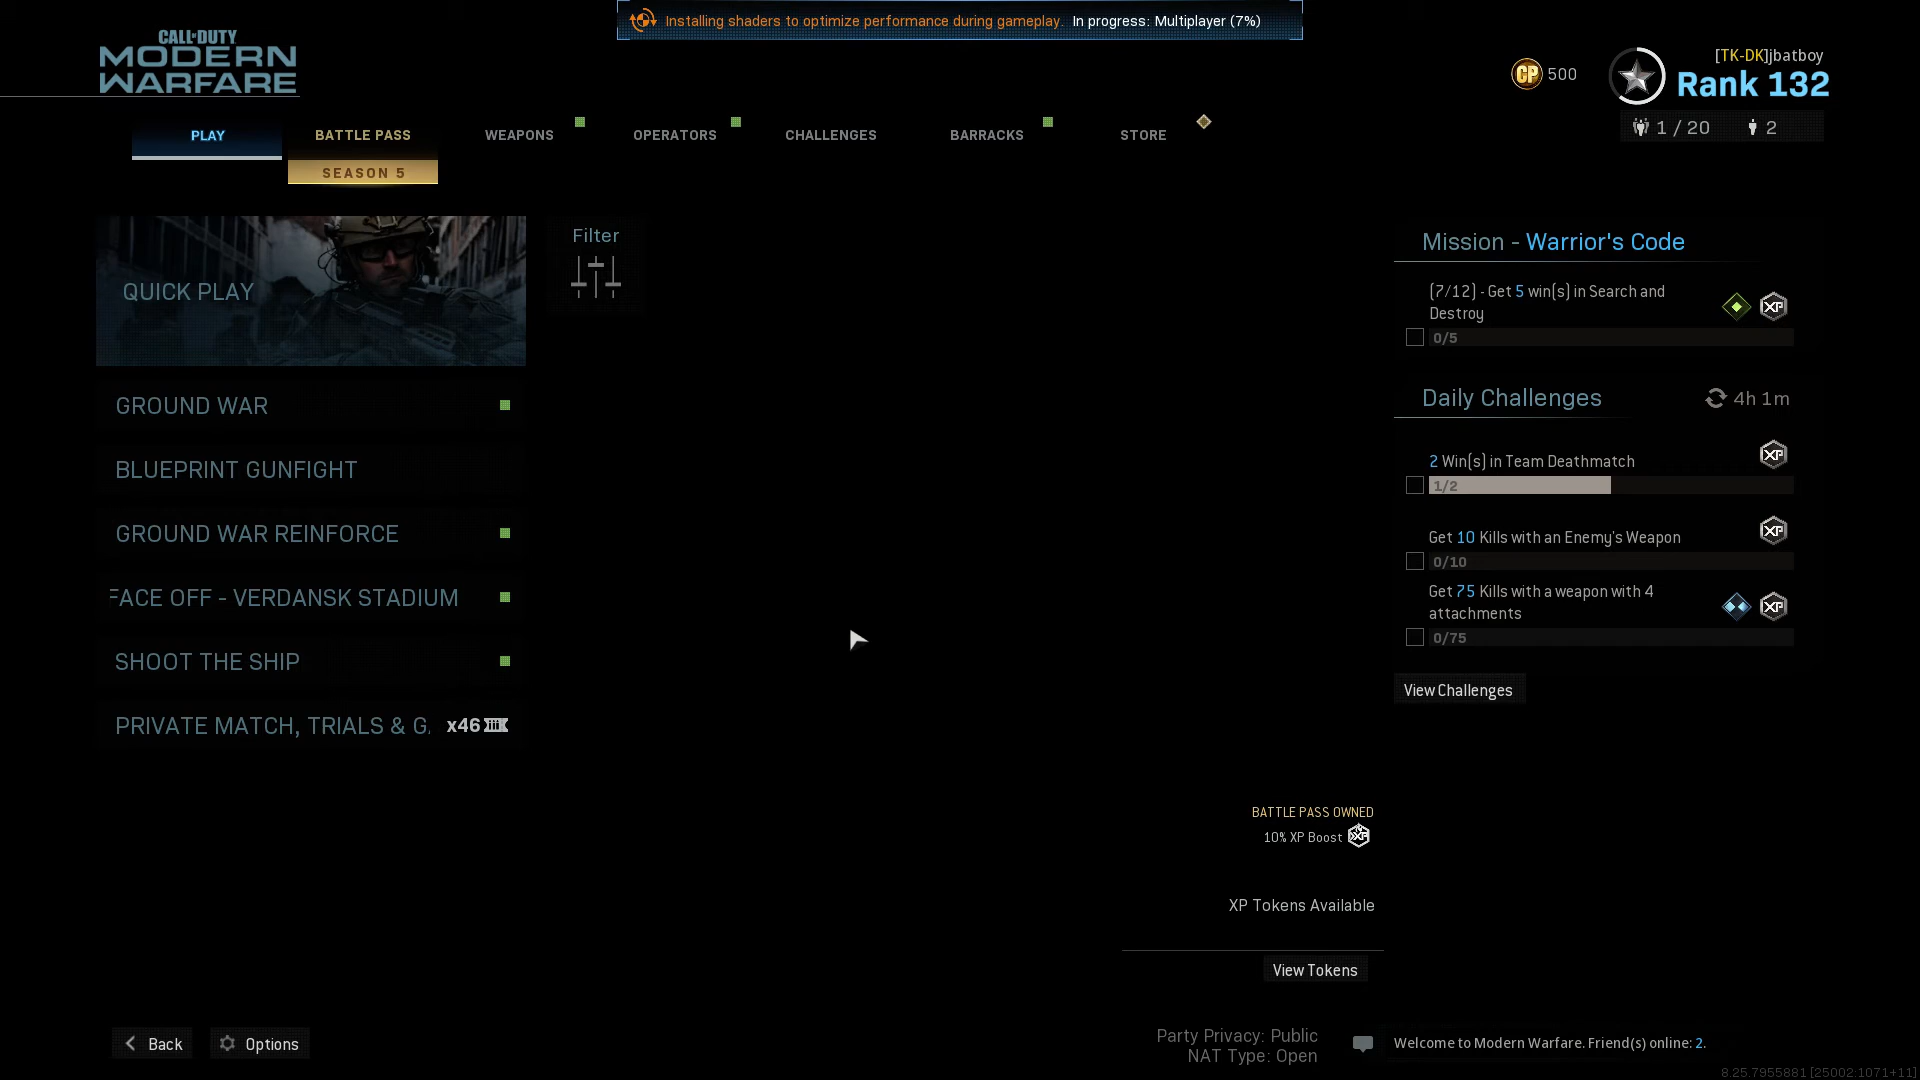 Installing shaders to optimize performance during gameplay. In progress: Multiplayer (7%)
CALL OF DUTY
MODERN
WARFARE
CP 500
[TK-DK]jbatboy
Rank 132
1 / 20 2
PLAY
BATTLE PASS
WEAPONS
OPERATORS
CHALLENGES
BARRACKS
STORE
SEASON 5
QUICK PLAY
Filter
GROUND WAR
BLUEPRINT GUNFIGHT
GROUND WAR REINFORCE
FACE OFF - VERDANSK STADIUM
SHOOT THE SHIP
PRIVATE MATCH, TRIALS & G. x46
Mission - Warrior's Code
(7/12) - Get 5 win(s) in Search and
Destroy
XP
0/5
Daily Challenges
4h 1m
2 Win(s) in Team Deathmatch
XP
1/2
Get 10 Kills with an Enemy's Weapon
XP
0/10
Get 75 Kills with a weapon with 4
attachments
XP
0/75
View Challenges
BATTLE PASS OWNED
10% XP Boost XP
XP Tokens Available
View Tokens
Back
Options
Party Privacy: Public
NAT Type: Open
Welcome to Modern Warfare. Friend(s) online: 2.
8.25.7955881 [25002:1071+11]